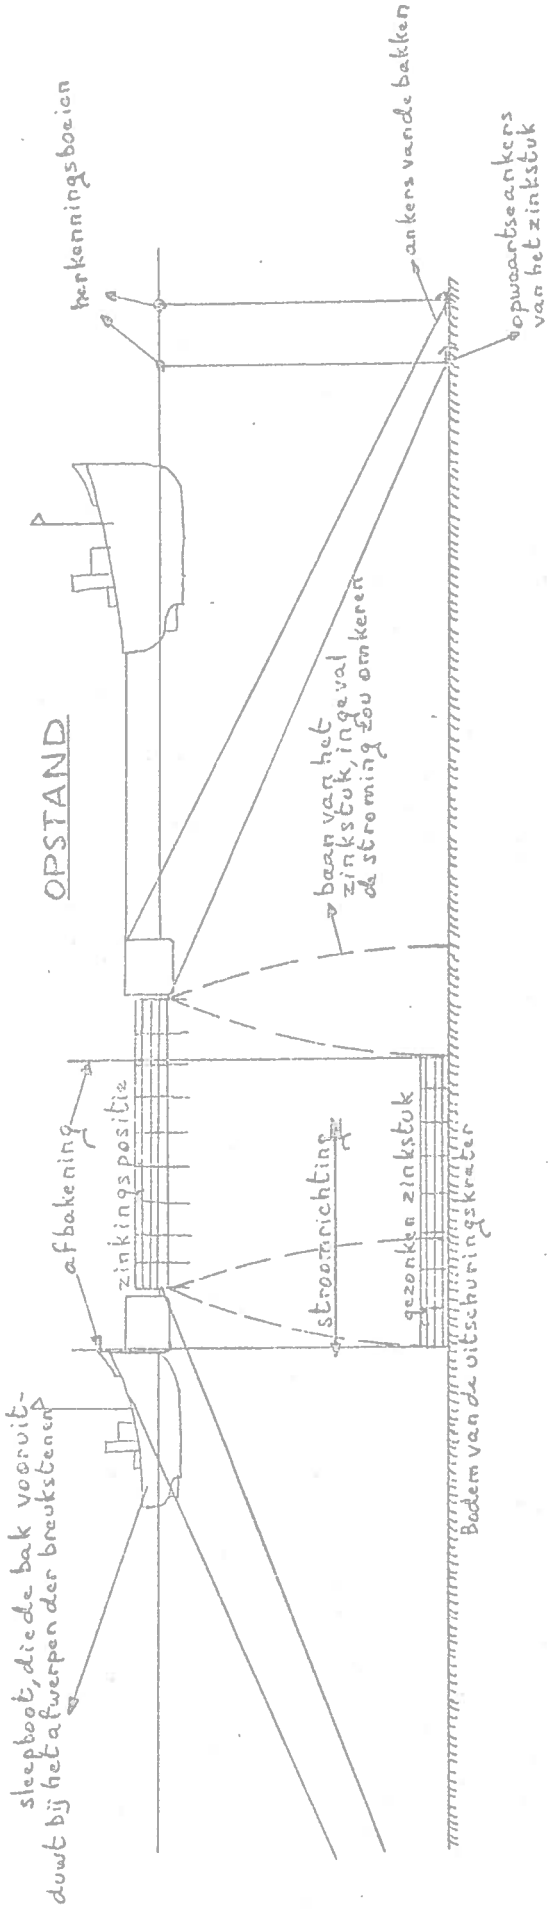 OPSTAND
sleepboot, die de bak vooruit-
duwt bij het afwerpen der breukstenen
afbakening
zinkingspositie
herkenningsboeien
stroomrichting
baan van het
zinkstuk, ingeval
de stroming zou omkeren
ankers van de bakken
gezonken zinkstuk
Bodem van de uitschuringskrater
opwaartse ankers
van het zinkstuk